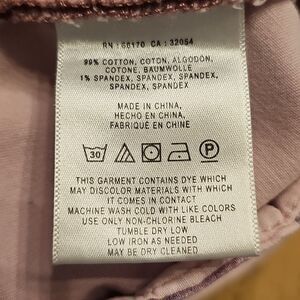 RN : 66170 CA : 32054
99% COTTON, COTON, ALGODÓN,
COTONE, BAUMWOLLE
1% SPANDEX, SPANDEX, SPANDEX,
SPANDEX, SPANDEX
MADE IN CHINA,
HECHO EN CHINA,
FABRIQUÉ EN CHINE
30 P
THIS GARMENT CONTAINS DYE WHICH
MAY DISCOLOR MATERIALS WITH WHICH
IT COMES IN CONTACT
MACHINE WASH COLD WITH LIKE COLORS
USE ONLY NON-CHLORINE BLEACH
TUMBLE DRY LOW
LOW IRON AS NEEDED
MAY BE DRY CLEANED